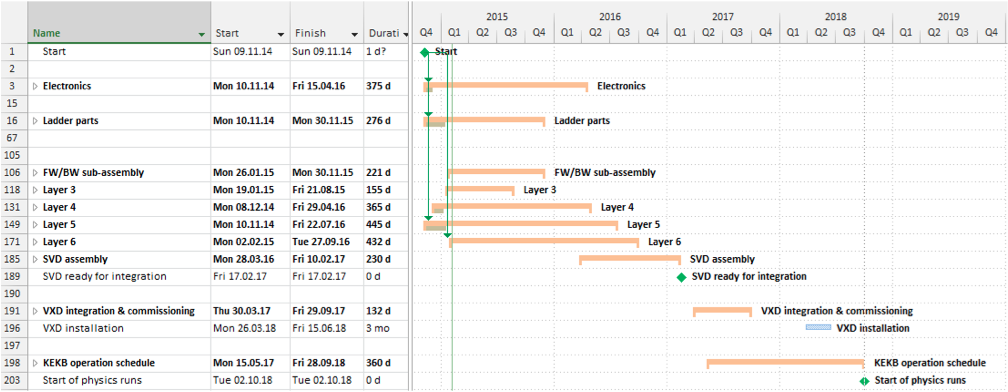 2015 2016 2017 2018 2019
Name Start Finish Durati Q4 Q1 Q2 Q3 Q4 Q1 Q2 Q3 Q4 Q1 Q2 Q3 Q4 Q1 Q2 Q3 Q4 Q1 Q2 Q3 Q4
1 Start Sun 09.11.14 Sun 09.11.14 1 d? Start
2
3 Electronics Mon 10.11.14 Fri 15.04.16 375 d Electronics
15
16 Ladder parts Mon 10.11.14 Mon 30.11.15 276 d Ladder parts
67
105
106 FW/BW sub-assembly Mon 26.01.15 Mon 30.11.15 221 d FW/BW sub-assembly
118 Layer 3 Mon 19.01.15 Fri 21.08.15 155 d Layer 3
131 Layer 4 Mon 08.12.14 Fri 29.04.16 365 d Layer 4
149 Layer 5 Mon 10.11.14 Fri 22.07.16 445 d Layer 5
171 Layer 6 Mon 02.02.15 Tue 27.09.16 432 d Layer 6
185 SVD assembly Mon 28.03.16 Fri 10.02.17 230 d SVD assembly
189 SVD ready for integration Fri 17.02.17 Fri 17.02.17 0 d SVD ready for integration
190
191 VXD integration & commissioning Thu 30.03.17 Fri 29.09.17 132 d VXD integration & commissioning
196 VXD installation Mon 26.03.18 Fri 15.06.18 3 mo VXD installation
197
198 KEKB operation schedule Mon 15.05.17 Fri 28.09.18 360 d KEKB operation schedule
203 Start of physics runs Tue 02.10.18 Tue 02.10.18 0 d Start of physics runs